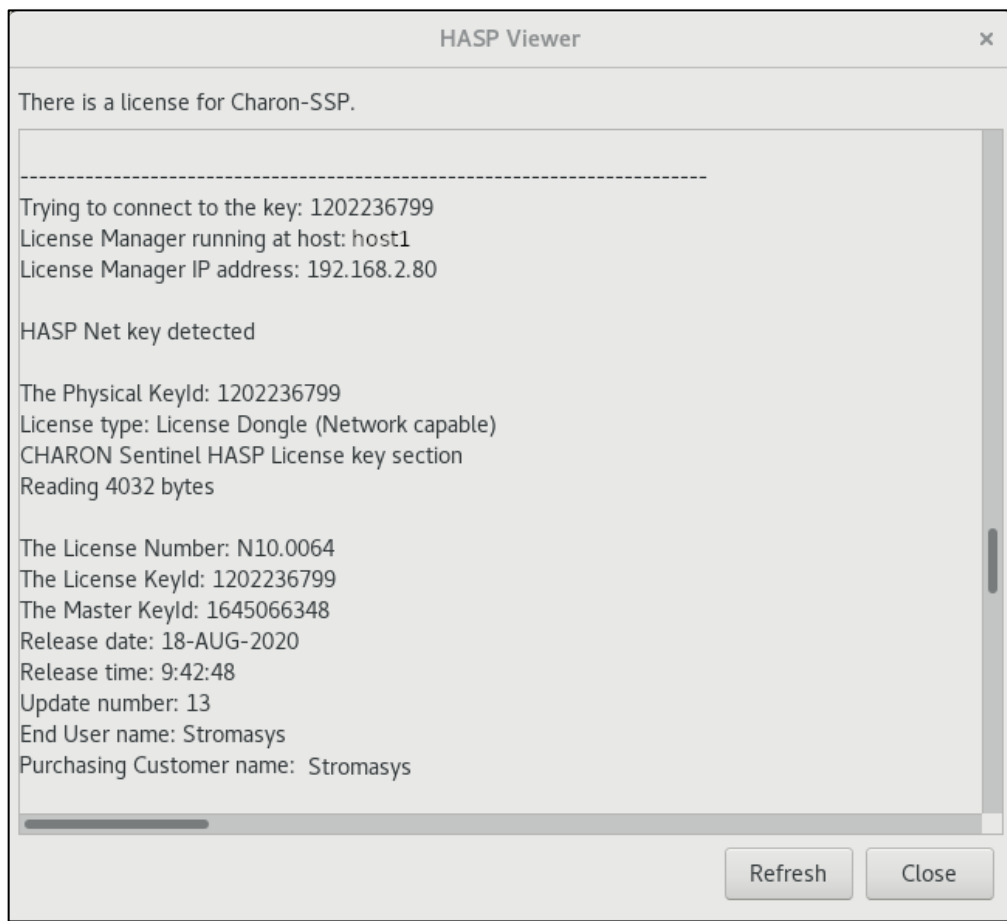 HASP Viewer ×
There is a license for Charon-SSP.
--------------------------------------------------------------------------
Trying to connect to the key: 1202236799
License Manager running at host: host1
License Manager IP address: 192.168.2.80
HASP Net key detected
The Physical KeyId: 1202236799
License type: License Dongle (Network capable)
CHARON Sentinel HASP License key section
Reading 4032 bytes
The License Number: N10.0064
The License KeyId: 1202236799
The Master KeyId: 1645066348
Release date: 18-AUG-2020
Release time: 9:42:48
Update number: 13
End User name: Stromasys
Purchasing Customer name: Stromasys
Refresh Close